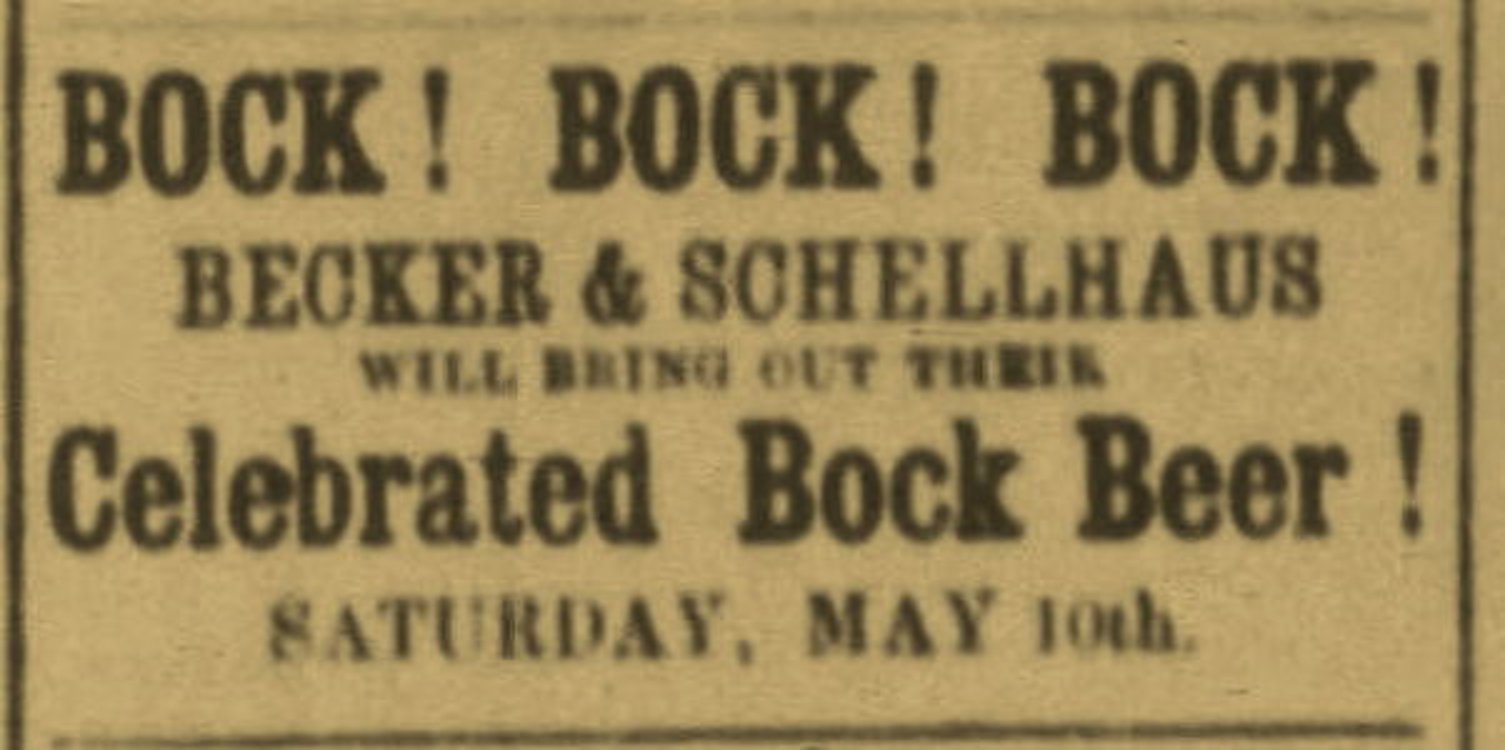 BOCK! BOCK! BOCK!
BECKER & SCHELLHAUS
WILL BRING OUT THEIR
Celebrated Bock Beer!
SATURDAY, MAY 10th.